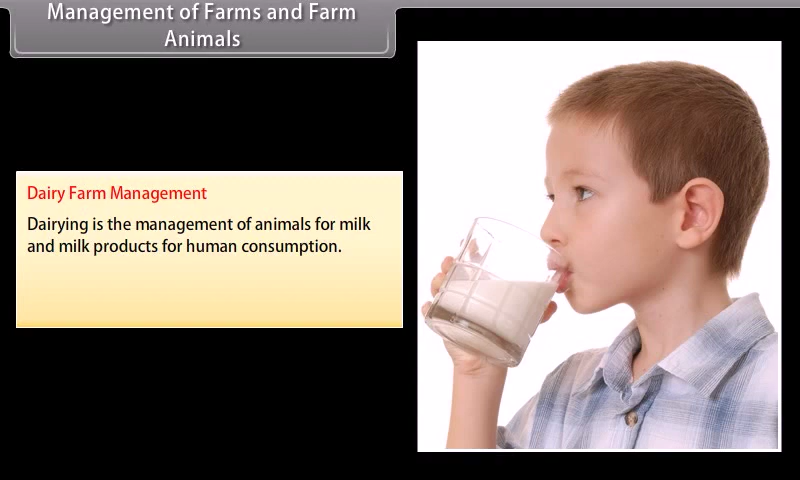 Management of Farms and Farm
Animals
Dairy Farm Management
Dairying is the management of animals for milk
and milk products for human consumption.